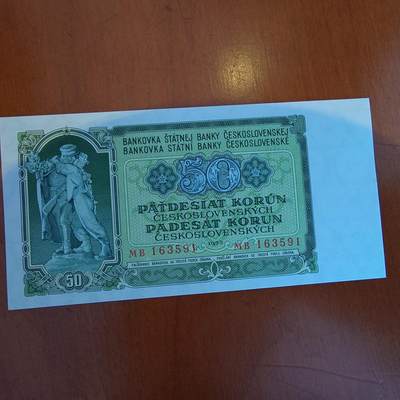 BANKOVKA ŠTÁTNEJ BANKY ČESKOSLOVENSKEJ
BANKOVKA STÁTNÍ BANKY ČESKOSLOVENSKÉ
50
PÄŤDESIAT KORÚN
ČESKOSLOVENSKÝCH
PADESÁT KORUN
ČESKOSLOVENSKÝCH
1953
MB 163591 MB 163591
50